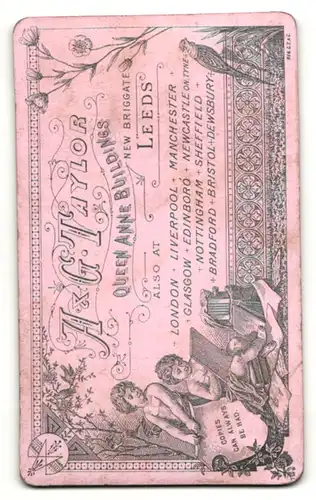 A & G. TAYLOR
QUEEN ANNE BUILDINGS
NEW BRIGGATE
LEEDS
ALSO AT
LONDON · LIVERPOOL · MANCHESTER
GLASGOW + EDINBORO + NEWCASTLE ON TYNE
+ NOTTINGHAM + SHEFFIELD +
+ BRADFORD + BRISTOL + DEWSBURY +
COPIES
CAN ALWAYS
BE HAD.